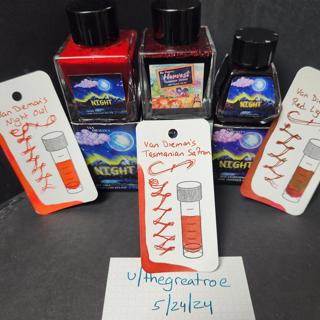 NIGHT
Harvest
NIGHT
Van Dieman's
Night Owl
Van Dieman's
Tasmanian Saffron
Van Di
Red Ly
NIGHT
NIGHT
u/thegreatroe
5/24/24